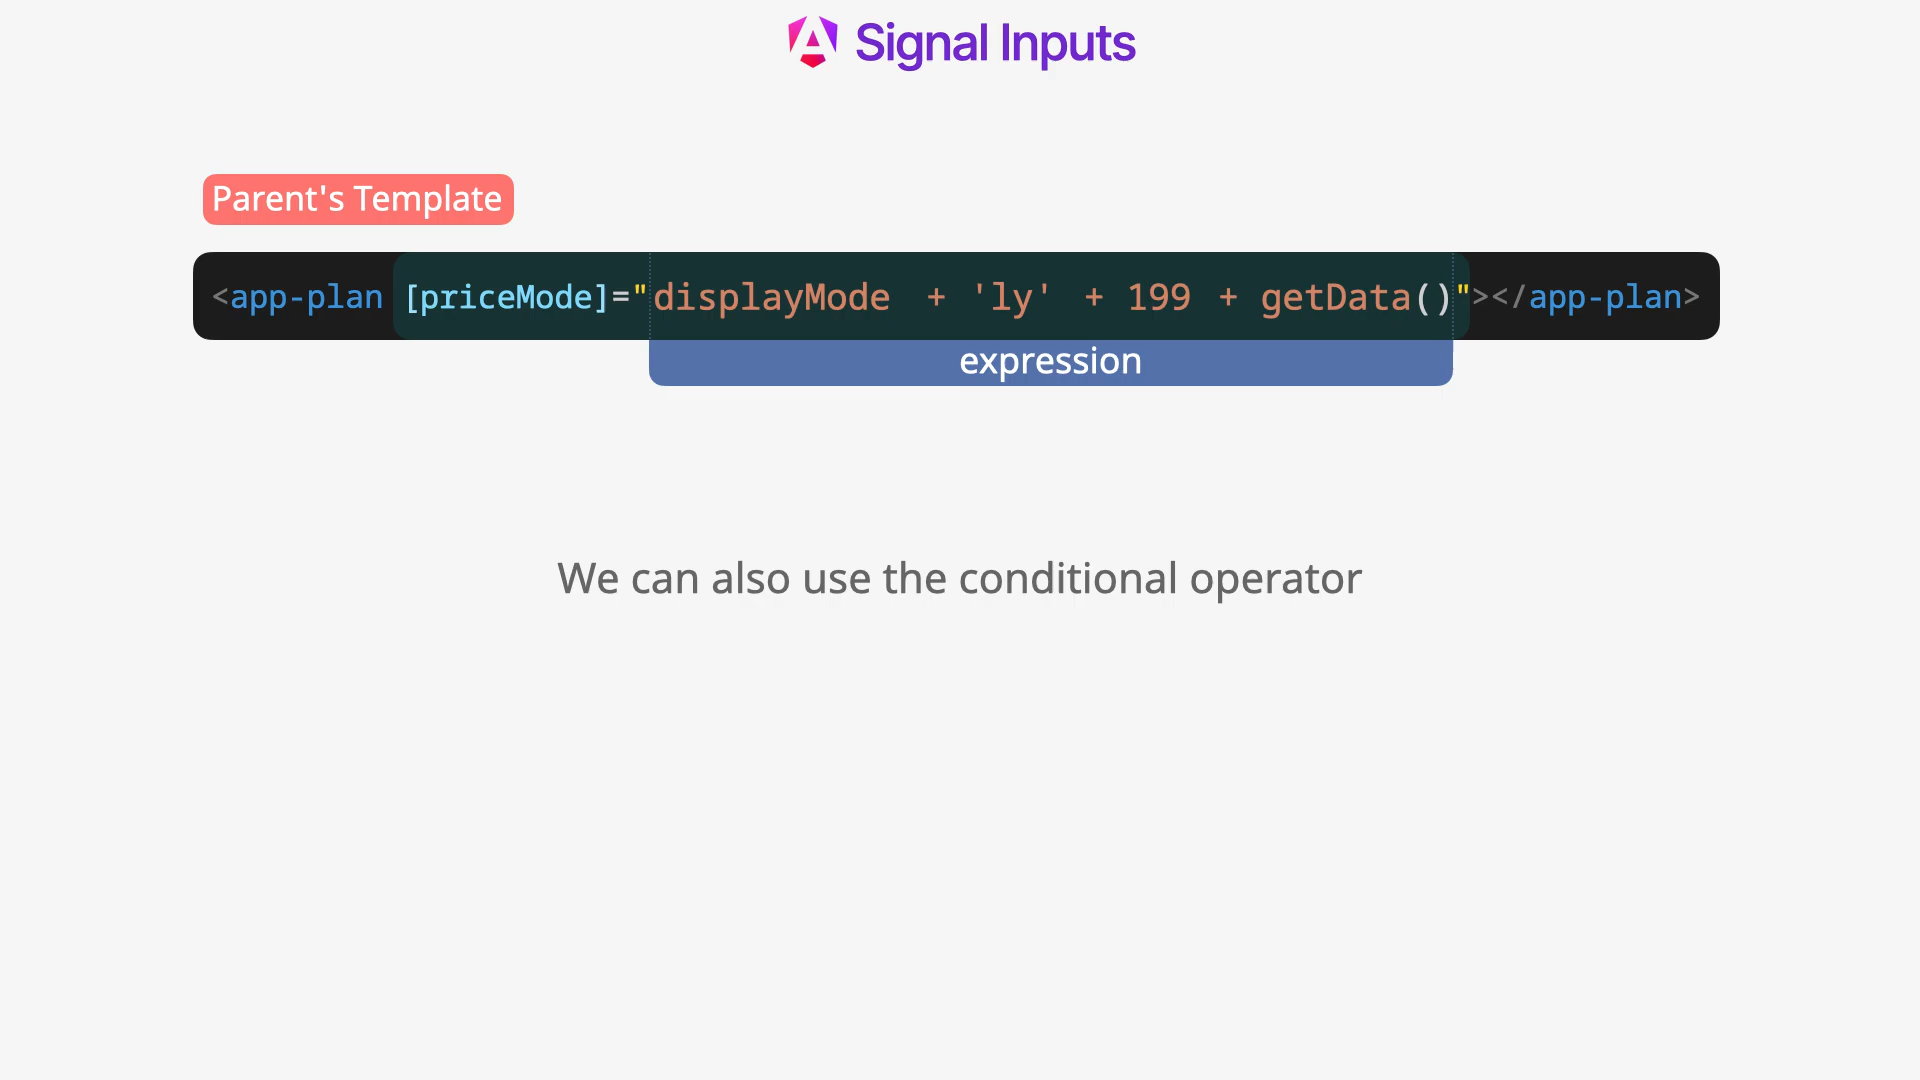 Signal Inputs
Parent's Template
<app-plan [priceMode]="displayMode + 'ly' + 199 + getData()"></app-plan>
expression
We can also use the conditional operator